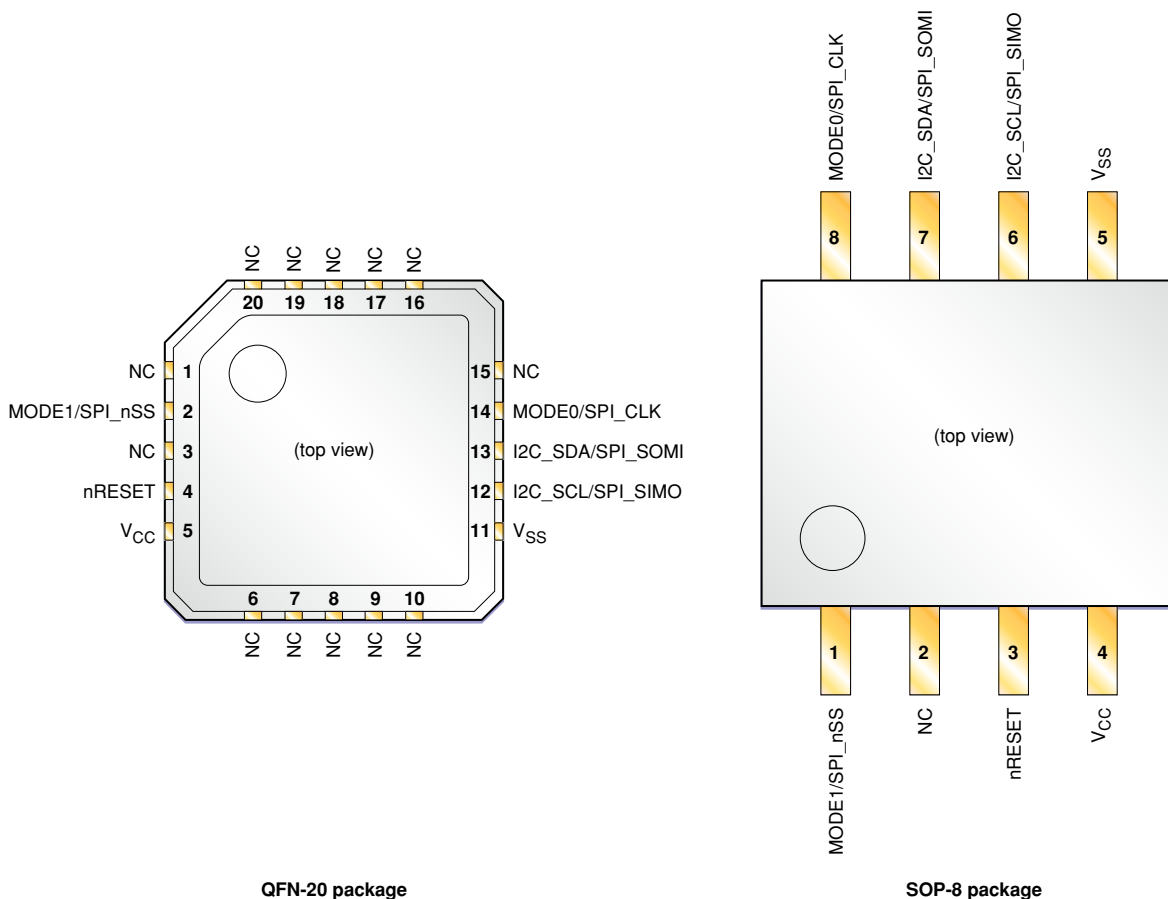 NC NC NC NC NC
20 19 18 17 16
NC 1
MODE1/SPI_nSS 2
NC 3
nRESET 4
VCC 5
(top view)
15 NC
14 MODE0/SPI_CLK
13 I2C_SDA/SPI_SOMI
12 I2C_SCL/SPI_SIMO
11 VSS
6 7 8 9 10
NC NC NC NC NC
QFN-20 package
MODE0/SPI_CLK
I2C_SDA/SPI_SOMI
I2C_SCL/SPI_SIMO
VSS
8 7 6 5
(top view)
1 2 3 4
MODE1/SPI_nSS
NC
nRESET
VCC
SOP-8 package